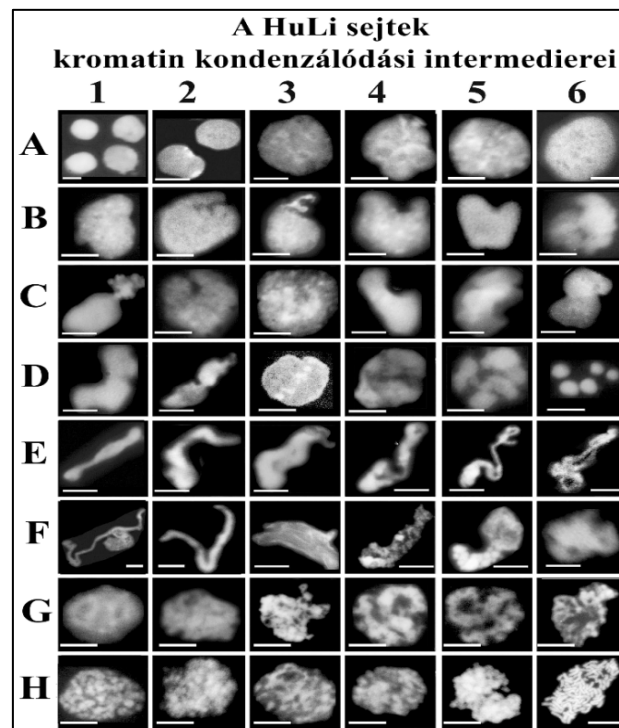 A HuLi sejtek
kromatin kondenzálódási intermedierei
1 2 3 4 5 6
A
B
C
D
E
F
G
H